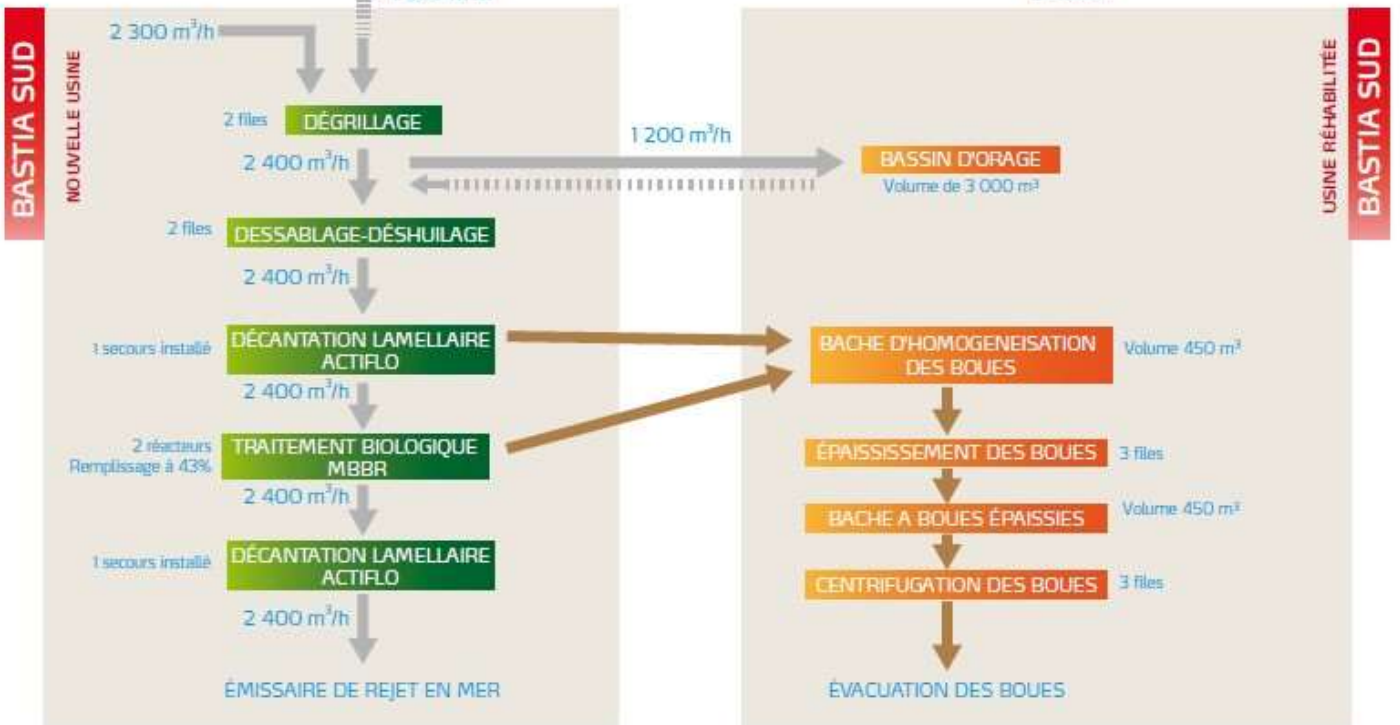 BASTIA SUD
NOUVELLE USINE
2 300 m³/h
2 files
DÉGRILLAGE
2 400 m³/h
1 200 m³/h
2 files
DESSABLAGE-DÉSHUILAGE
2 400 m³/h
1 secours installé
DÉCANTATION LAMELLAIRE
ACTIFLO
2 400 m³/h
2 réacteurs
Remplissage à 43%
TRAITEMENT BIOLOGIQUE
MBBR
2 400 m³/h
1 secours installé
DÉCANTATION LAMELLAIRE
ACTIFLO
2 400 m³/h
ÉMISSAIRE DE REJET EN MER
BASSIN D'ORAGE
Volume de 3 000 m³
BACHE D'HOMOGENEISATION
DES BOUES
Volume 450 m³
ÉPAISSISSEMENT DES BOUES
3 files
BACHE A BOUES ÉPAISSIES
Volume 450 m³
CENTRIFUGATION DES BOUES
3 files
ÉVACUATION DES BOUES
USINE RÉHABILITÉE
BASTIA SUD